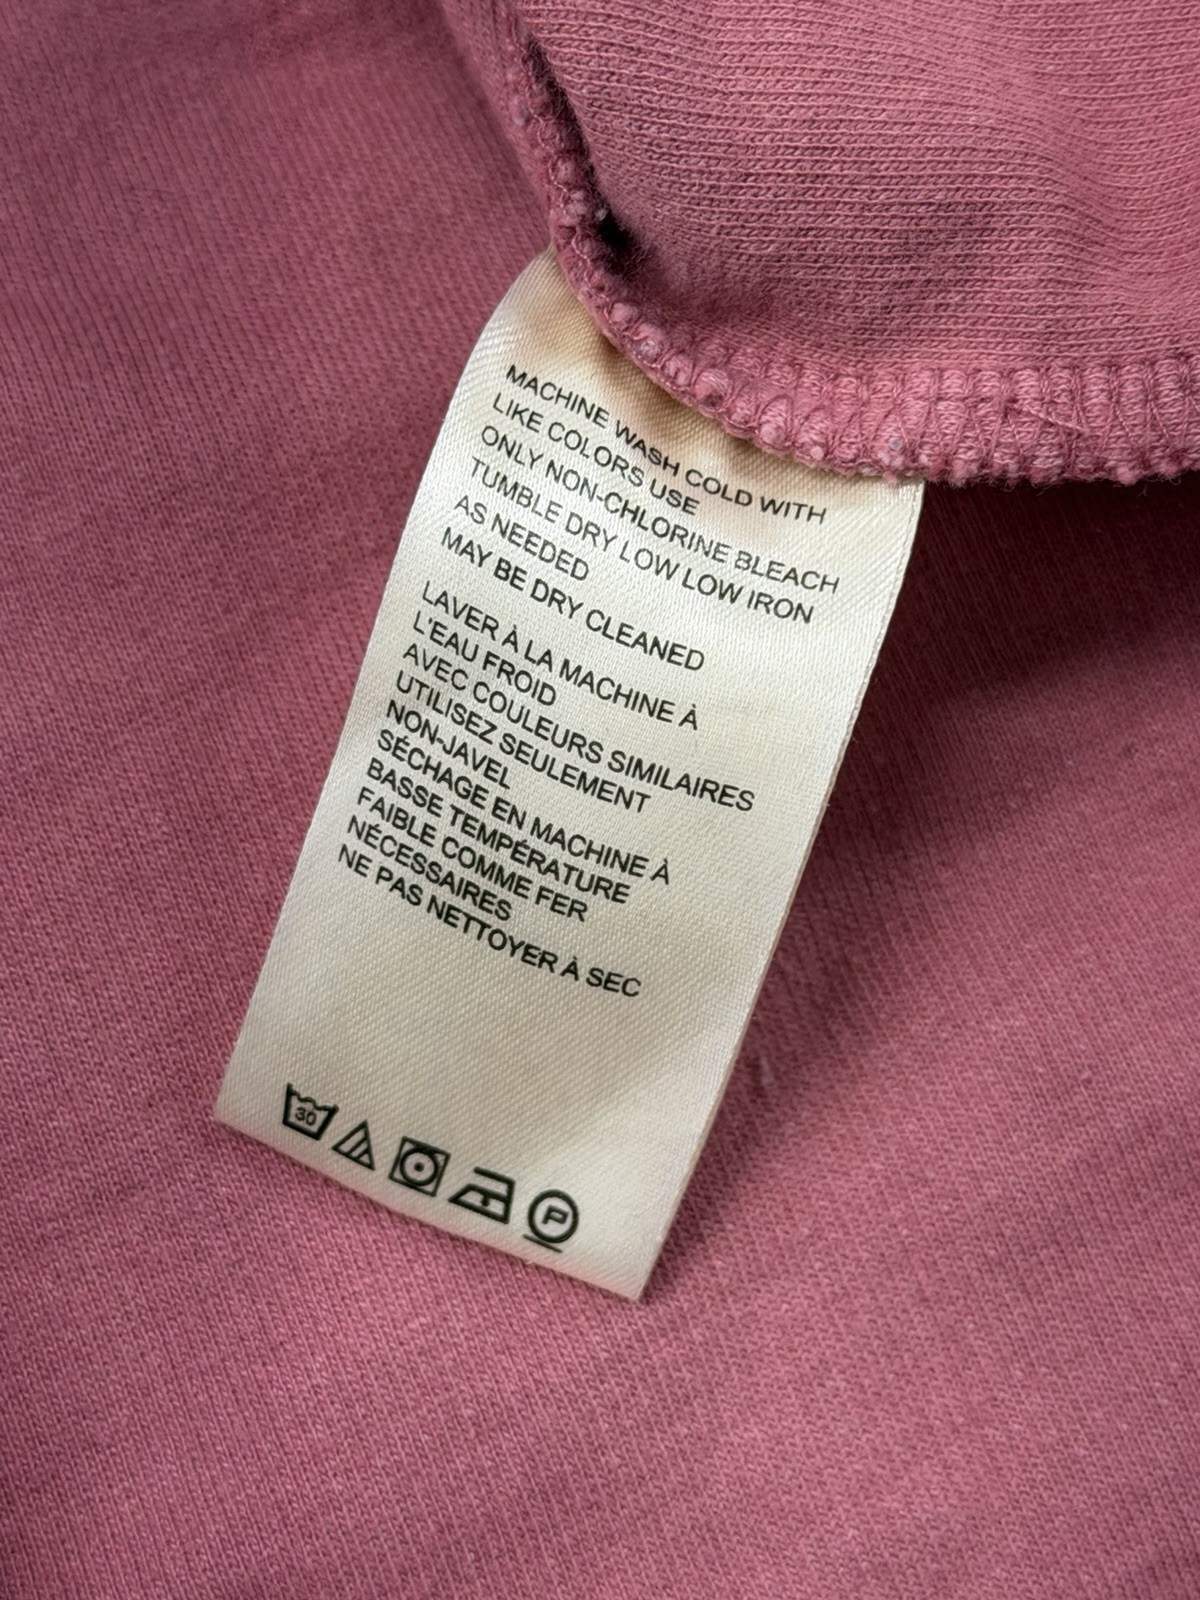 MACHINE WASH COLD WITH
LIKE COLORS USE
ONLY NON-CHLORINE BLEACH
TUMBLE DRY LOW LOW IRON
AS NEEDED
MAY BE DRY CLEANED
LAVER À LA MACHINE À
L'EAU FROID
AVEC COULEURS SIMILAIRES
UTILISEZ SEULEMENT
NON-JAVEL
SÉCHAGE EN MACHINE À
BASSE TEMPÉRATURE
FAIBLE COMME FER
NÉCESSAIRES
NE PAS NETTOYER À SEC
30 P